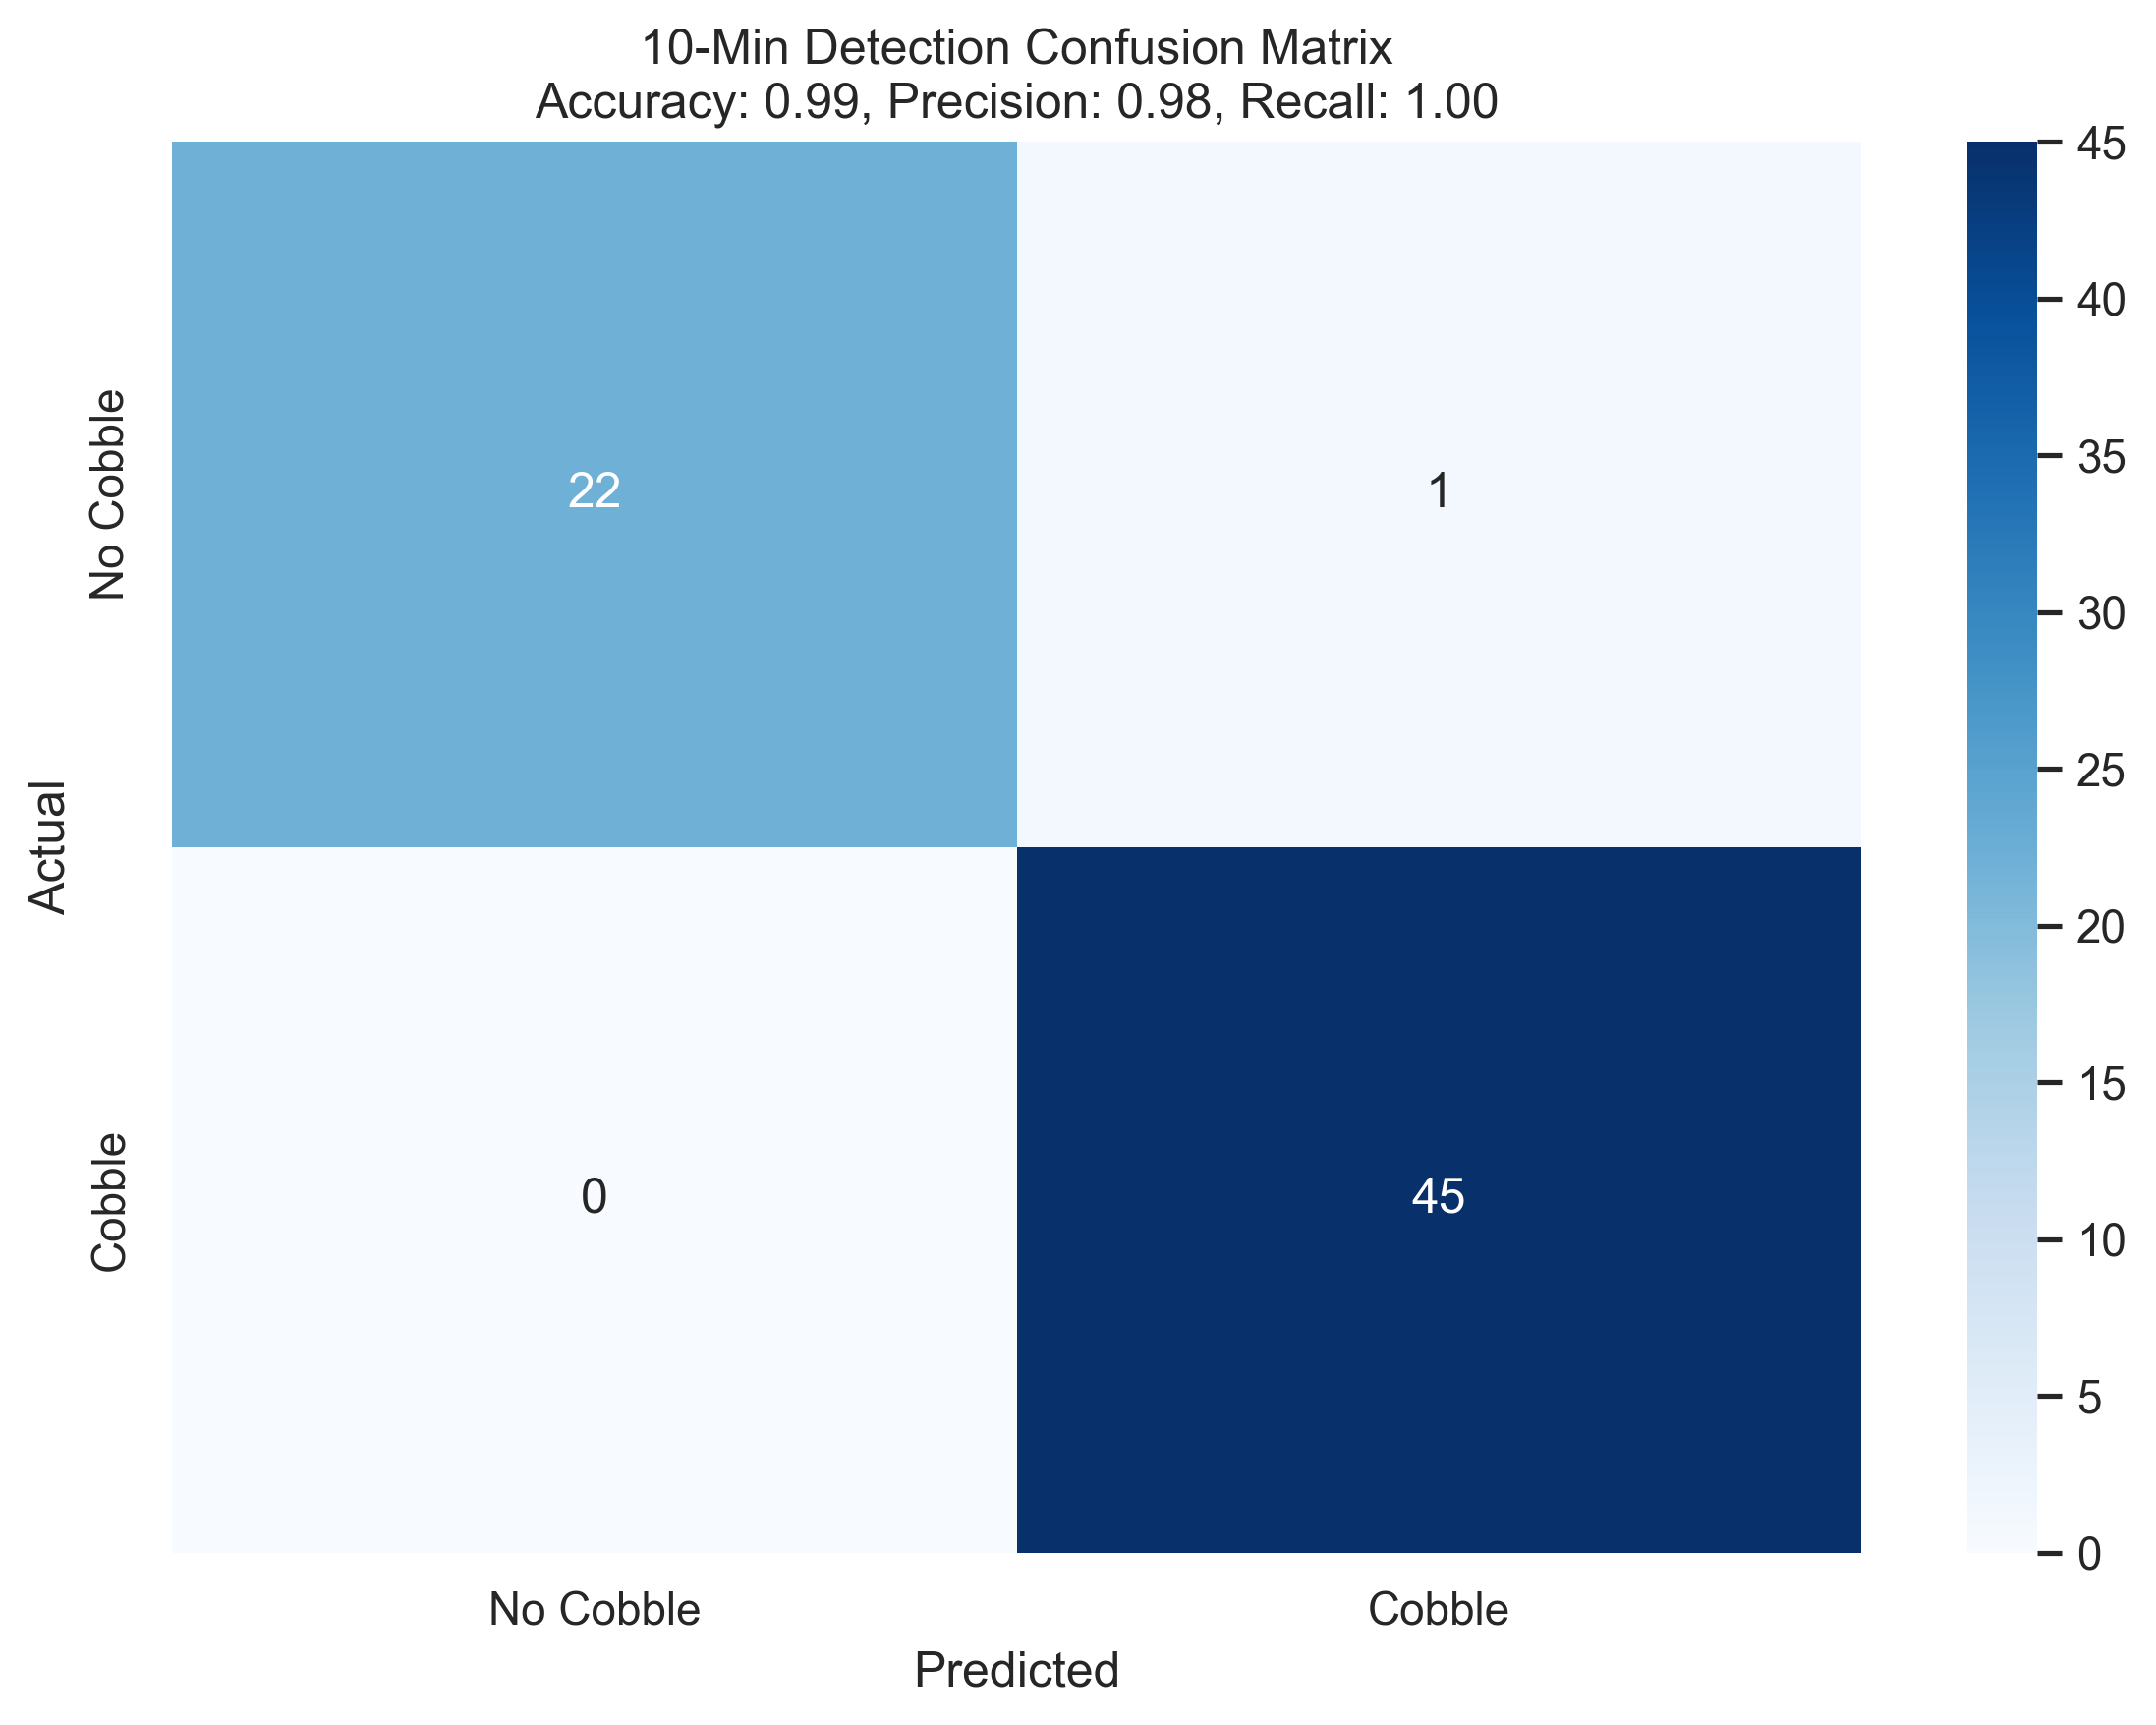 10-Min Detection Confusion Matrix
Accuracy: 0.99, Precision: 0.98, Recall: 1.00
Actual
No Cobble
Cobble
22
1
0
45
No Cobble
Cobble
Predicted
45
40
35
30
25
20
15
10
5
0